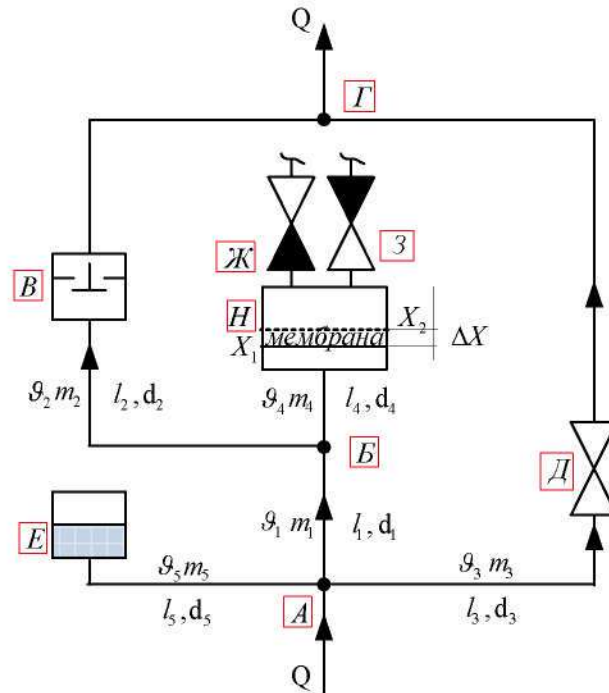 Q
Г
Ж
З
В
Н
мембрана
X₂
X₁
ΔX
ϑ₂ m₂
l₂, d₂
ϑ₄ m₄
l₄, d₄
Б
Д
Е
ϑ₁ m₁
l₁, d₁
ϑ₅ m₅
ϑ₃ m₃
l₅, d₅
А
l₃, d₃
Q